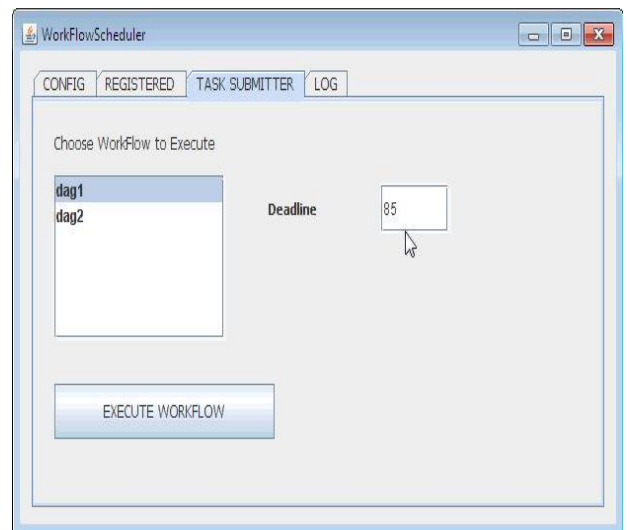 WorkFlowScheduler
CONFIG REGISTERED TASK SUBMITTER LOG
Choose WorkFlow to Execute
dag1
dag2
Deadline 85
EXECUTE WORKFLOW